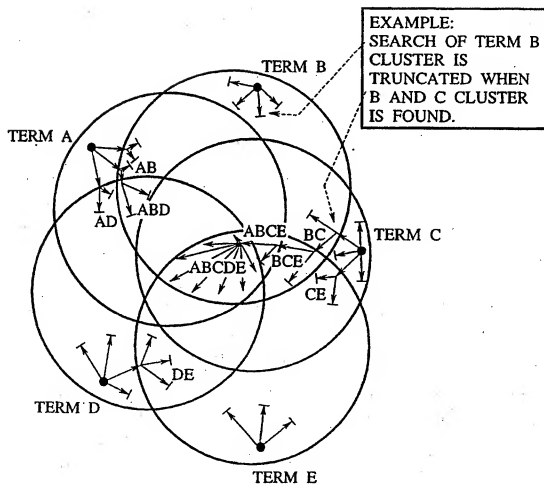 EXAMPLE:
SEARCH OF TERM B
CLUSTER IS
TRUNCATED WHEN
B AND C CLUSTER
IS FOUND.
TERM B
TERM A
AB
ABD
AD
ABCE
BC
TERM C
BCE
ABCDE
CE
DE
TERM D
TERM E